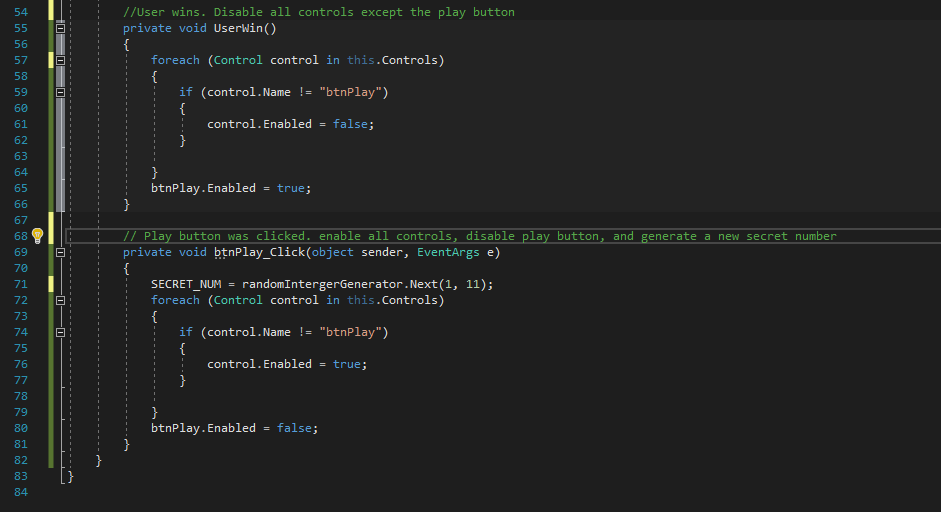 54 //User wins. Disable all controls except the play button
55 private void UserWin()
56 {
57 foreach (Control control in this.Controls)
58 {
59 if (control.Name != "btnPlay")
60 {
61 control.Enabled = false;
62 }
63
64 }
65 btnPlay.Enabled = true;
66 }
67
68 // Play button was clicked. enable all controls, disable play button, and generate a new secret number
69 private void btnPlay_Click(object sender, EventArgs e)
70 {
71 SECRET_NUM = randomIntergerGenerator.Next(1, 11);
72 foreach (Control control in this.Controls)
73 {
74 if (control.Name != "btnPlay")
75 {
76 control.Enabled = true;
77 }
78
79 }
80 btnPlay.Enabled = false;
81 }
82 }
83 }
84